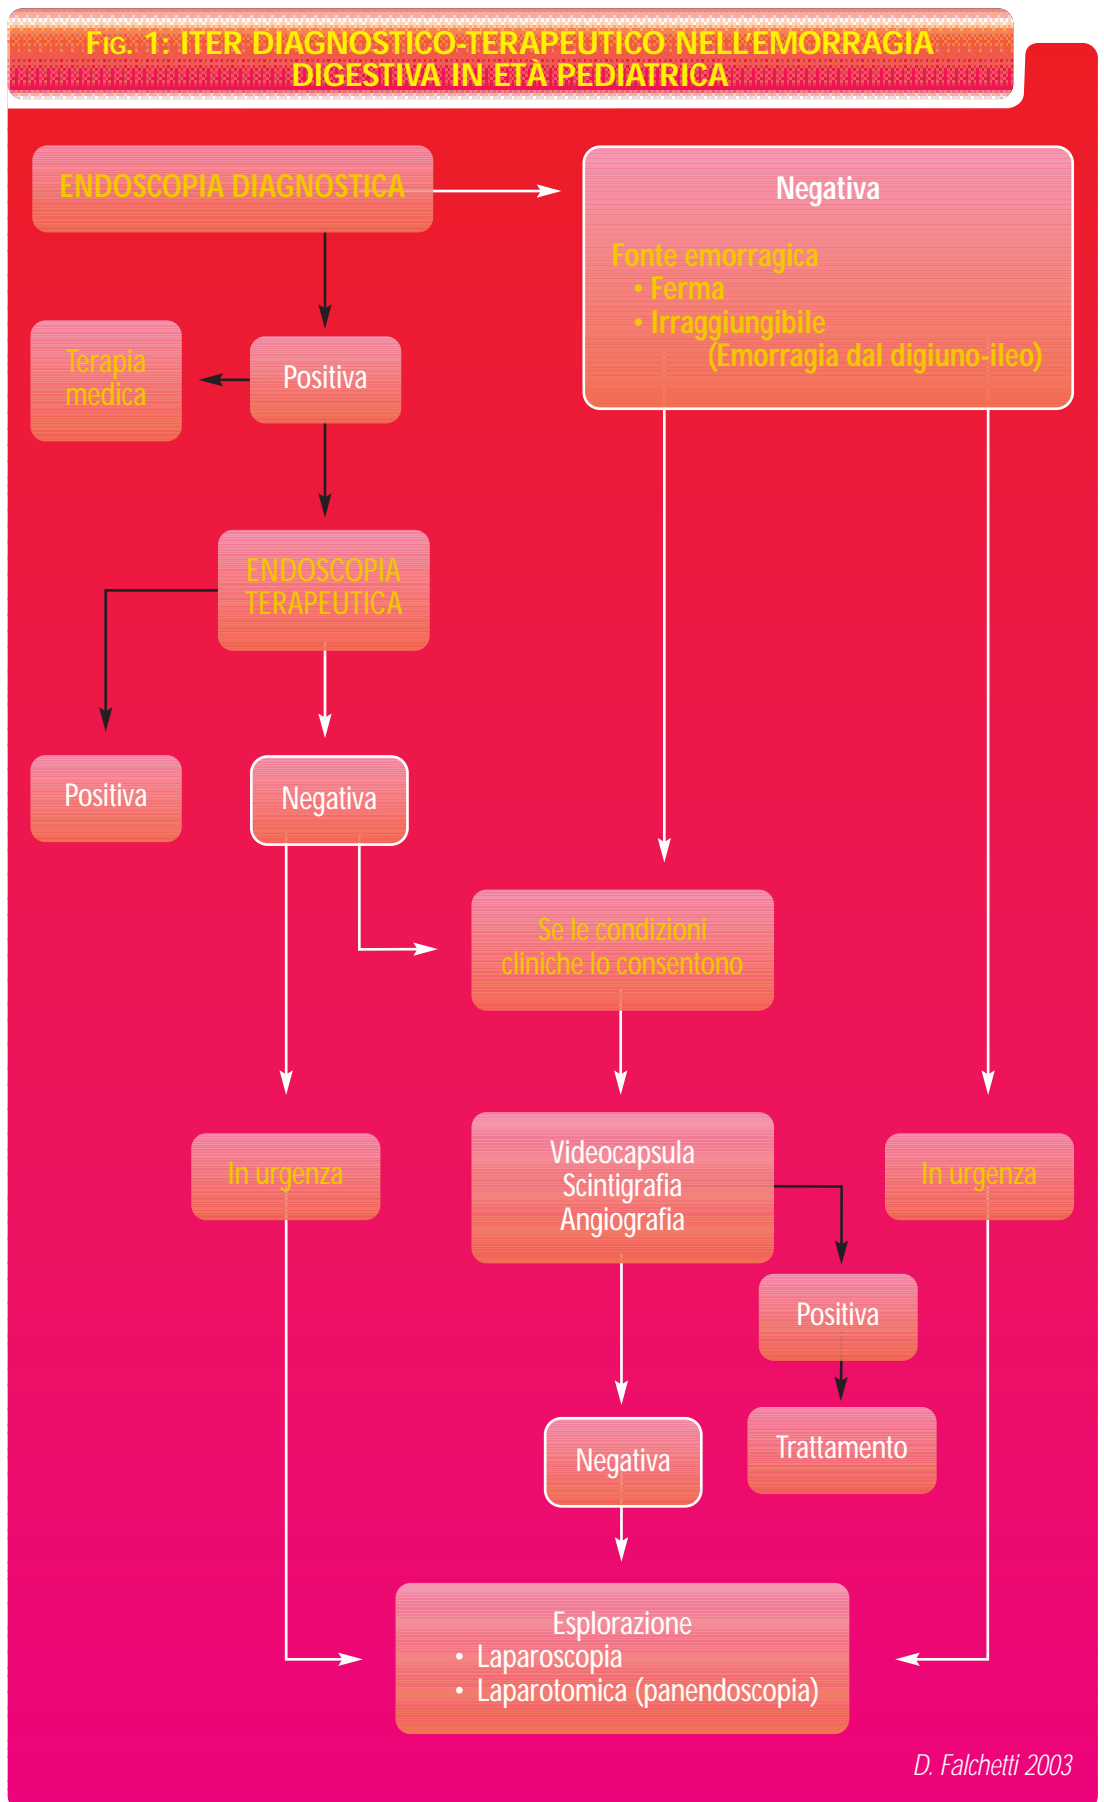 FIG. 1: ITER DIAGNOSTICO-TERAPEUTICO NELL'EMORRAGIA
DIGESTIVA IN ETÀ PEDIATRICA
ENDOSCOPIA DIAGNOSTICA
Negativa
Fonte emorragica
• Ferma
• Irraggiungibile
(Emorragia dal digiuno-ileo)
Terapia
medica
Positiva
ENDOSCOPIA
TERAPEUTICA
Positiva
Negativa
Se le condizioni
cliniche lo consentono
In urgenza
Videocapsula
Scintigrafia
Angiografia
In urgenza
Positiva
Trattamento
Negativa
Esplorazione
• Laparoscopia
• Laparotomica (panendoscopia)
D. Falchetti 2003